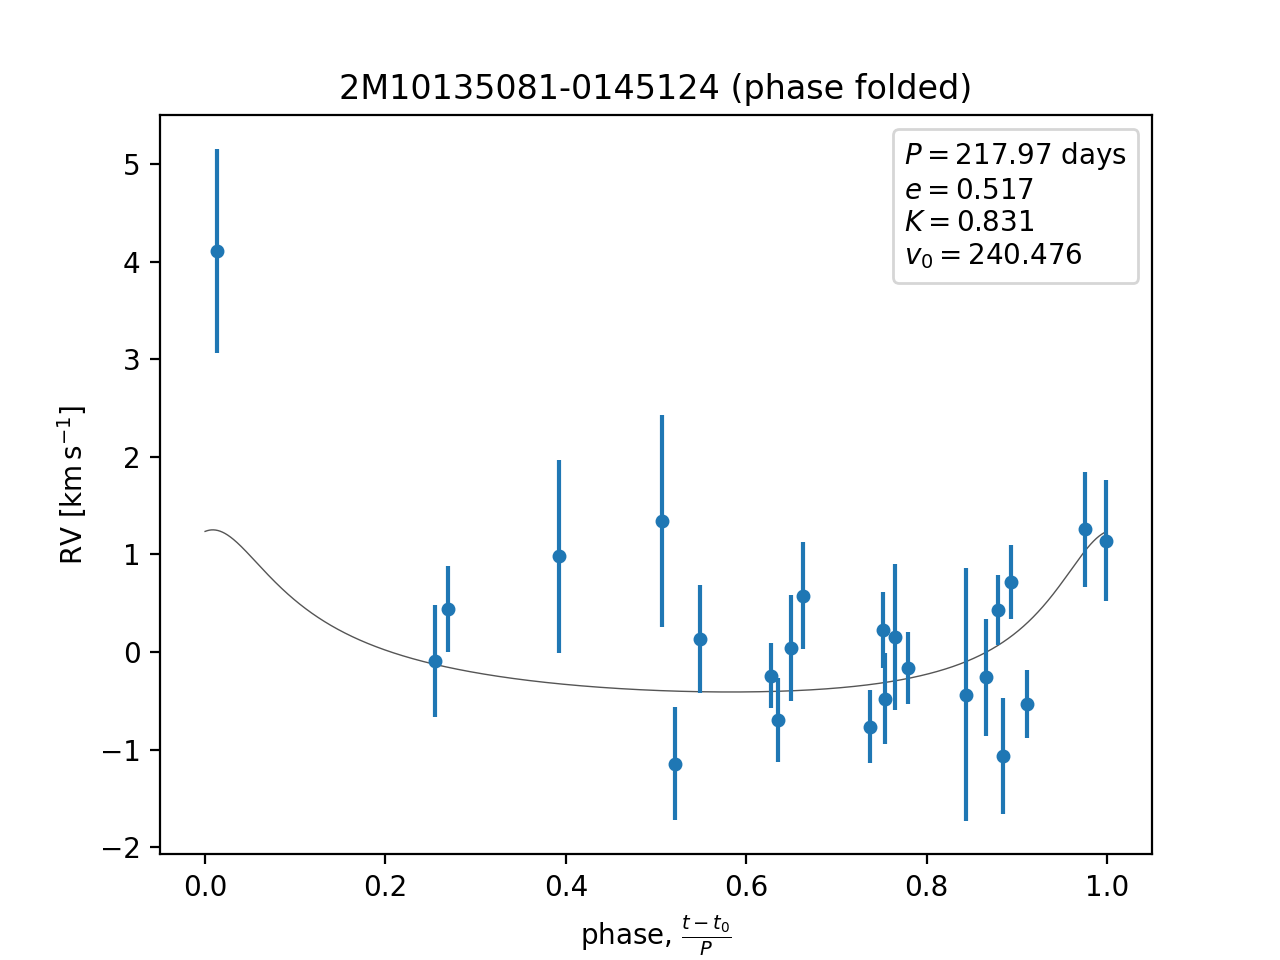 2M10135081-0145124 (phase folded)
P = 217.97 days
e = 0.517
K = 0.831
v₀ = 240.476
5
4
3
2
1
0
−1
−2
RV [km s⁻¹]
0.0 0.2 0.4 0.6 0.8 1.0
phase, (t − t₀)/P